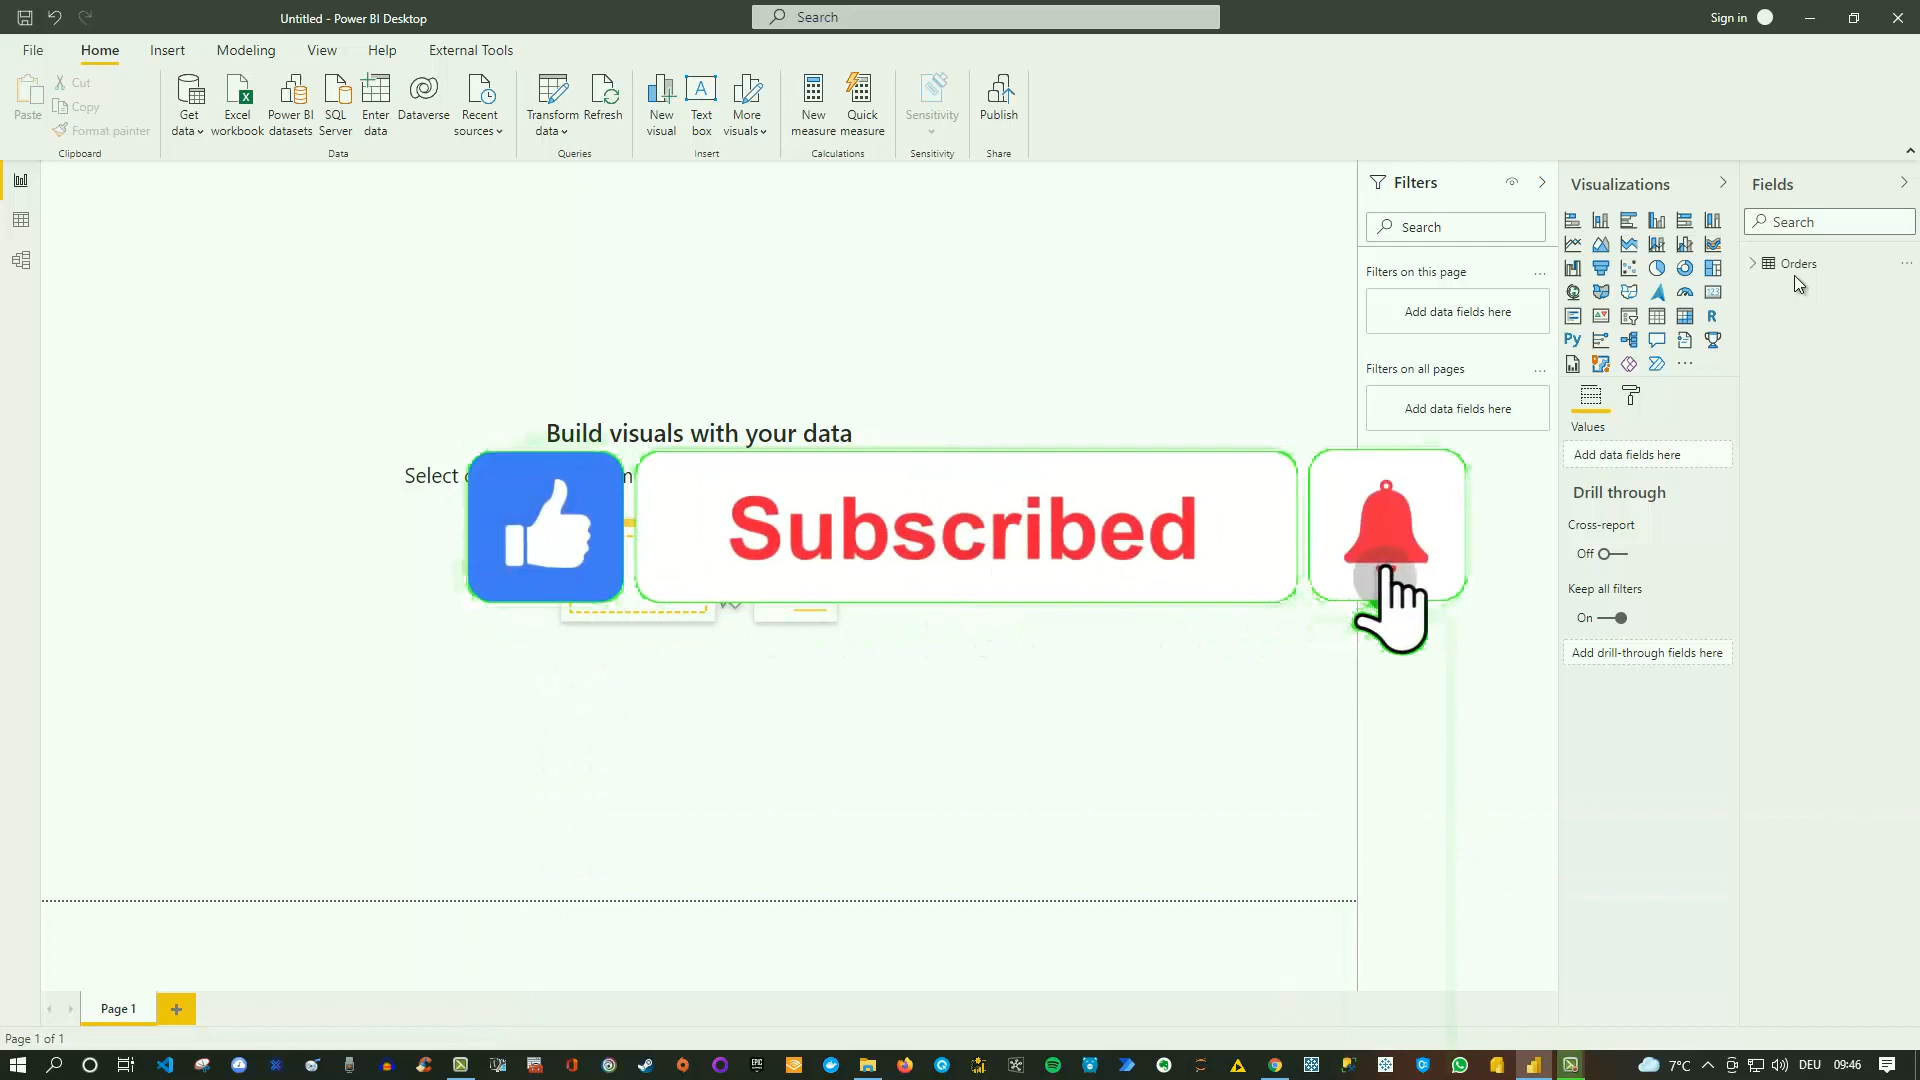 Untitled - Power BI Desktop
Search
Sign in
File
Home
Insert
Modeling
View
Help
External Tools
Paste
Cut
Copy
Format painter
Clipboard
Get data
Excel workbook
Power BI datasets
SQL Server
Enter data
Dataverse
Recent sources
Data
Transform data
Refresh
Queries
New visual
Text box
More visuals
Insert
New measure
Quick measure
Calculations
Sensitivity
Sensitivity
Publish
Share
Filters
Search
Filters on this page
...
Add data fields here
Filters on all pages
...
Add data fields here
Visualizations
123
R
Py
...
Values
Add data fields here
Drill through
Cross-report
Off
Keep all filters
On
Add drill-through fields here
Fields
Search
Orders
...
Build visuals with your data
Select
Subscribed
Page 1
+
Page 1 of 1
7°C
DEU
09:46